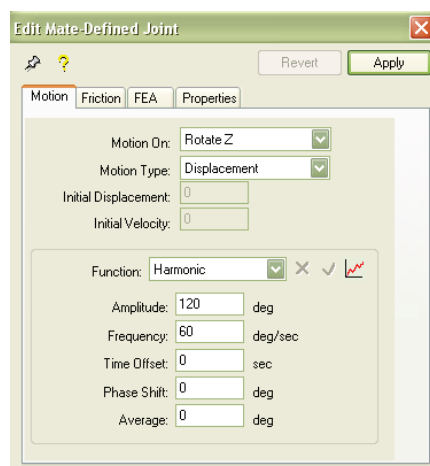 Edit Mate-Defined Joint
? Revert Apply
Motion Friction FEA Properties
Motion On: Rotate Z
Motion Type: Displacement
Initial Displacement: 0
Initial Velocity: 0
Function: Harmonic
Amplitude: 120 deg
Frequency: 60 deg/sec
Time Offset: 0 sec
Phase Shift: 0 deg
Average: 0 deg